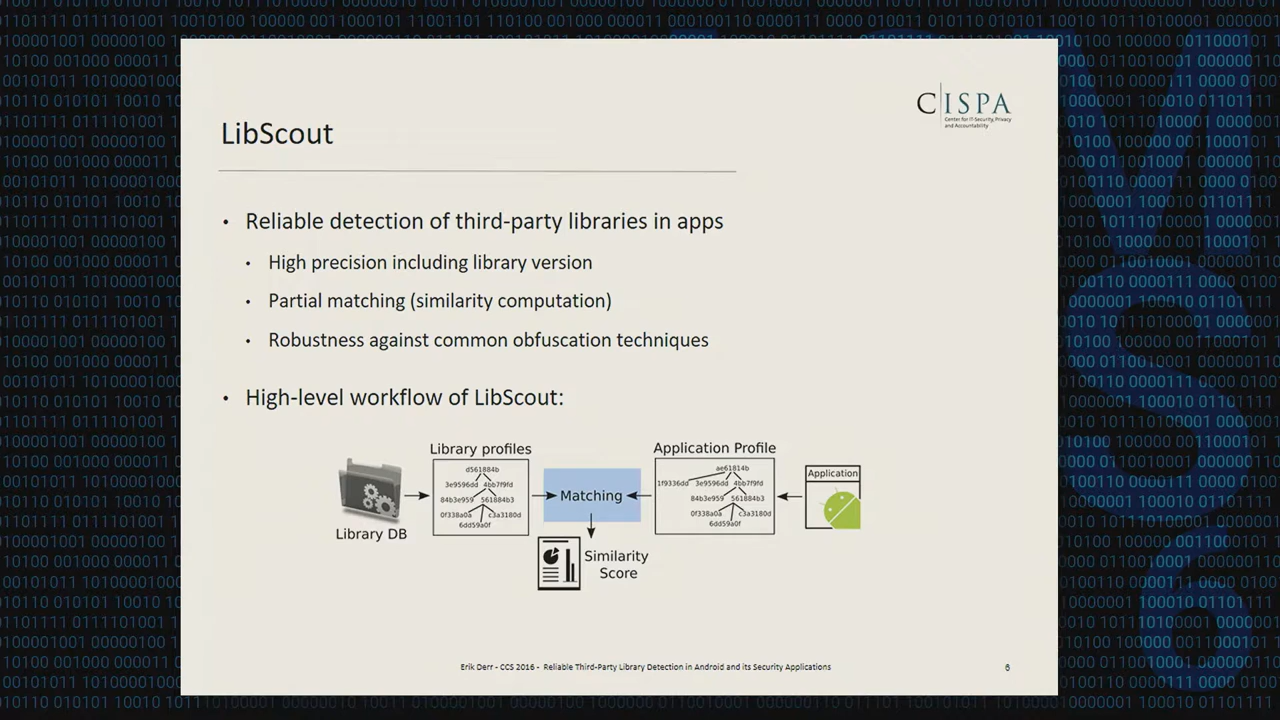 CISPA
Center for IT-Security, Privacy
and Accountability
LibScout
• Reliable detection of third-party libraries in apps
• High precision including library version
• Partial matching (similarity computation)
• Robustness against common obfuscation techniques
• High-level workflow of LibScout:
Library DB
Library profiles
d561884b
3e9596dd 4bb7f9fd
84b3e959 561884b3
0f338a0a c3a3180d
6dd59a0f
Matching
Similarity
Score
Application Profile
ae61814b
1f9336dd 3e9596dd 4bb7f9fd
84b3e959 561884b3
0f338a0a c3a3180d
6dd59a0f
Application
Erik Derr - CCS 2016 - Reliable Third-Party Library Detection in Android and its Security Applications
6